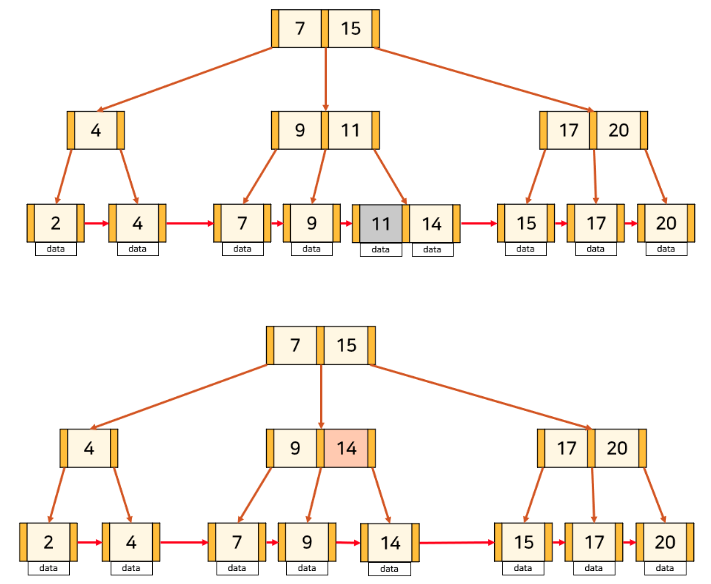 7 15
4 9 11 17 20
2 4 7 9 11 14 15 17 20
data data data data data data data data data
7 15
4 9 14 17 20
2 4 7 9 14 15 17 20
data data data data data data data data